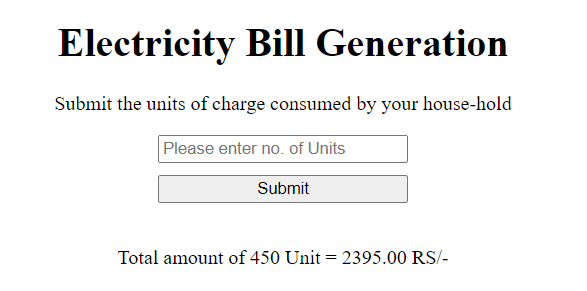 Electricity Bill Generation
Submit the units of charge consumed by your house-hold
Please enter no. of Units
Submit
Total amount of 450 Unit = 2395.00 RS/-